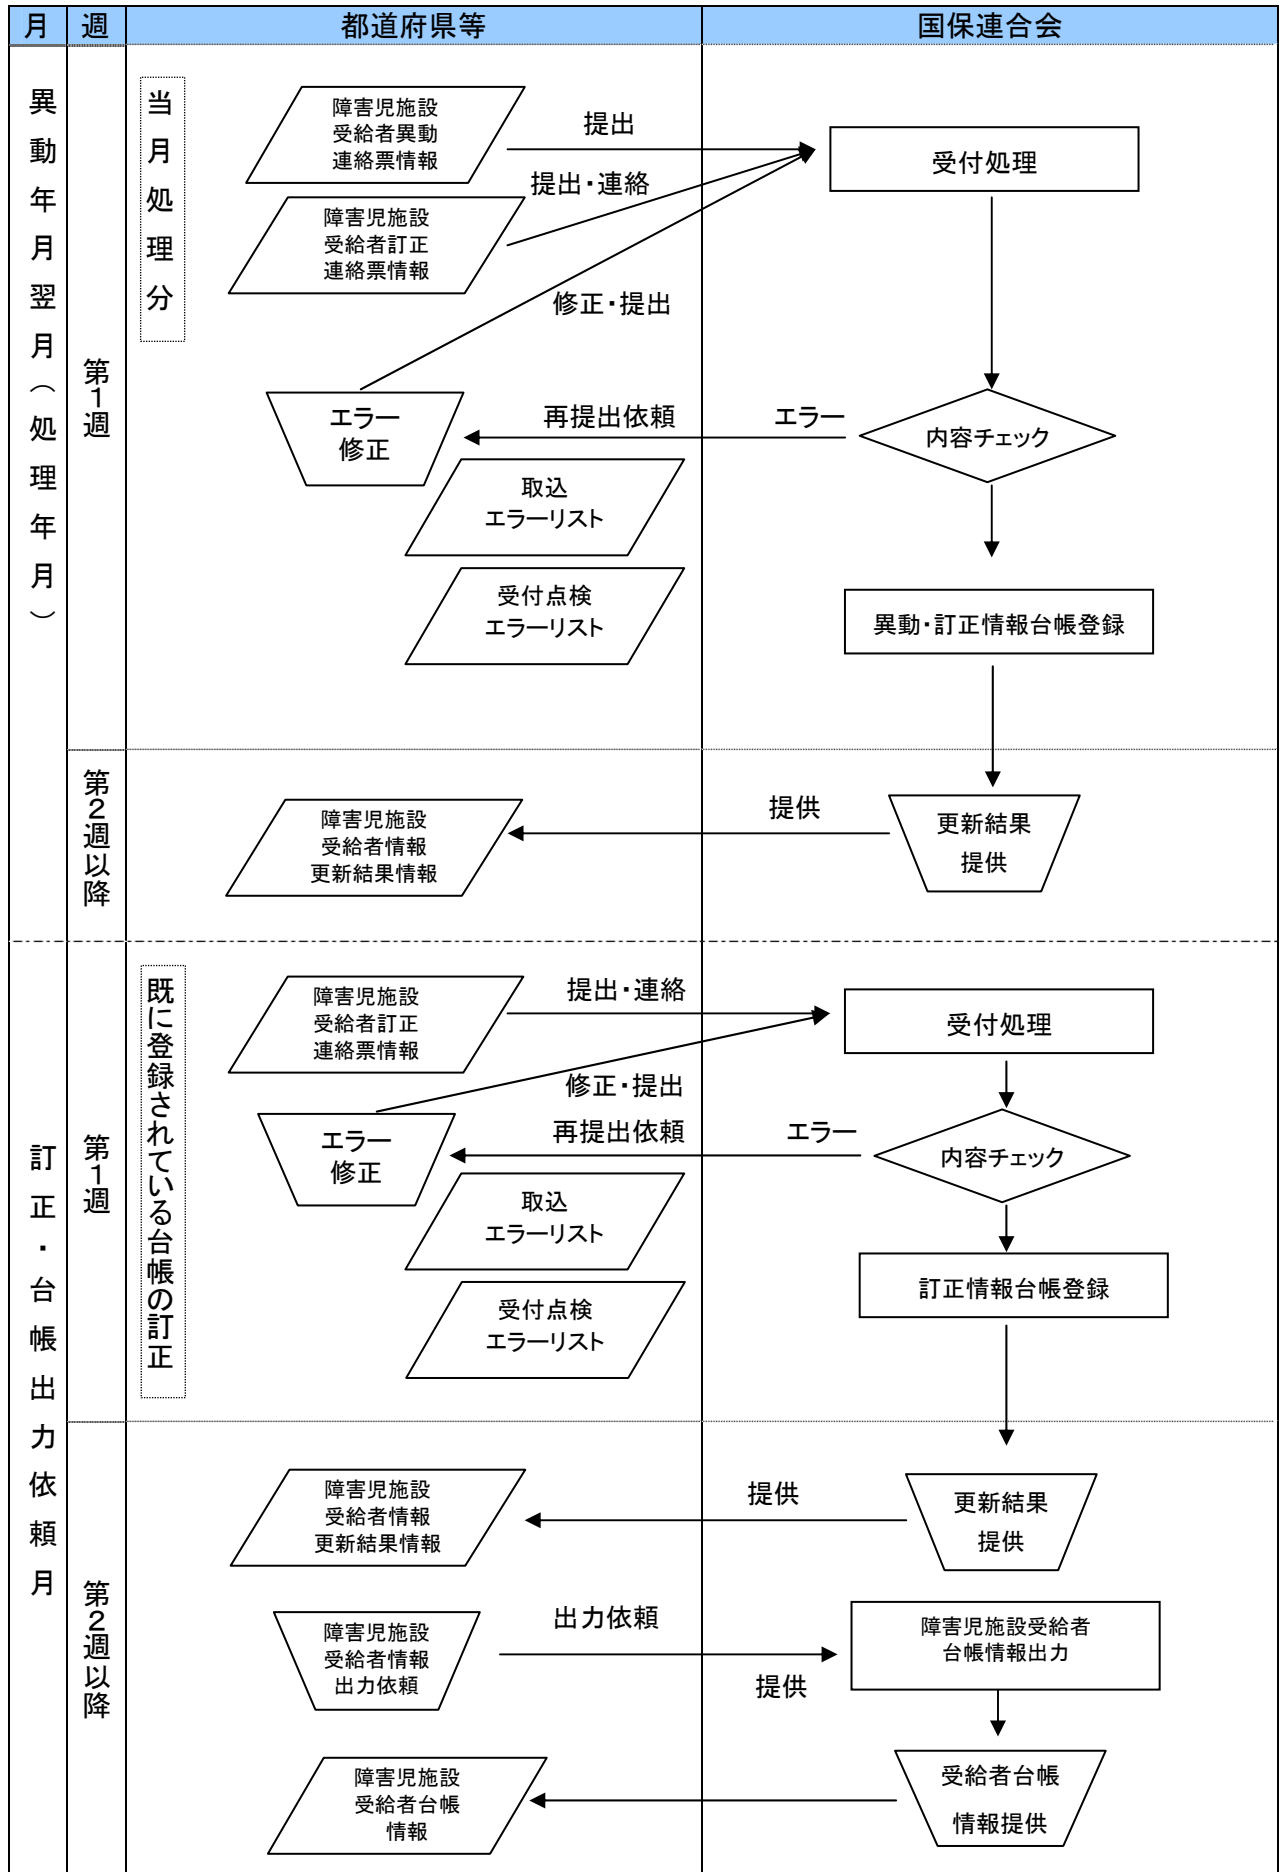 月
週
都道府県等
国保連合会
異動年月翌月（処理年月）
第1週
当月処理分
障害児施設
受給者異動
連絡票情報
提出
受付処理
提出・連絡
障害児施設
受給者訂正
連絡票情報
修正・提出
エラー
修正
再提出依頼
エラー
内容チェック
取込
エラーリスト
受付点検
エラーリスト
異動・訂正情報台帳登録
第2週以降
障害児施設
受給者情報
更新結果情報
提供
更新結果
提供
訂正・台帳出力依頼月
第1週
既に登録されている台帳の訂正
障害児施設
受給者訂正
連絡票情報
提出・連絡
受付処理
修正・提出
エラー
修正
再提出依頼
エラー
内容チェック
取込
エラーリスト
受付点検
エラーリスト
訂正情報台帳登録
第2週以降
障害児施設
受給者情報
更新結果情報
提供
更新結果
提供
障害児施設
受給者情報
出力依頼
出力依頼
障害児施設受給者
台帳情報出力
提供
障害児施設
受給者台帳
情報
受給者台帳
情報提供